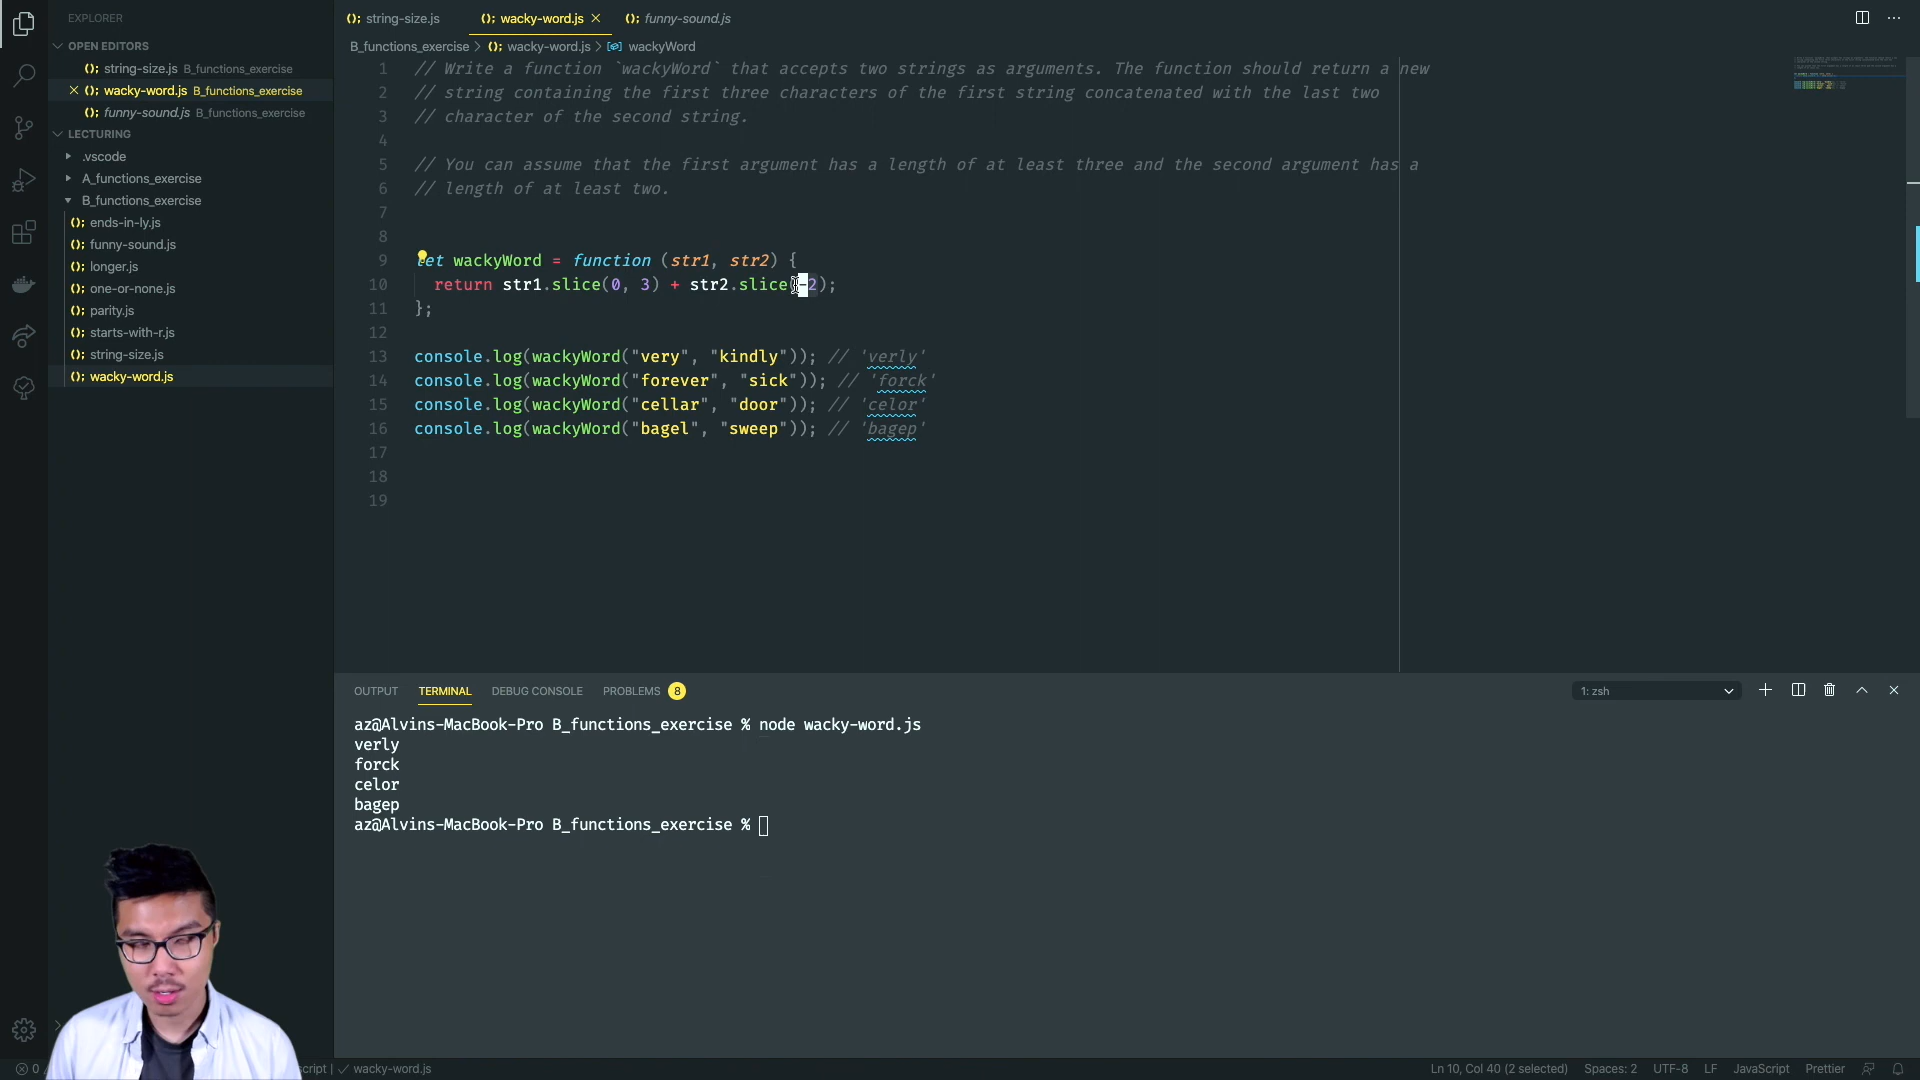 EXPLORER
OPEN EDITORS
string-size.js B_functions_exercise
wacky-word.js B_functions_exercise
funny-sound.js B_functions_exercise
LECTURING
.vscode
A_functions_exercise
B_functions_exercise
ends-in-ly.js
funny-sound.js
longer.js
one-or-none.js
parity.js
starts-with-r.js
string-size.js
wacky-word.js
string-size.js wacky-word.js funny-sound.js
B_functions_exercise > wacky-word.js > wackyWord
1 // Write a function `wackyWord` that accepts two strings as arguments. The function should return a new
2 // string containing the first three characters of the first string concatenated with the last two
3 // character of the second string.
4
5 // You can assume that the first argument has a length of at least three and the second argument has a
6 // length of at least two.
7
8
9 let wackyWord = function (str1, str2) {
10 return str1.slice(0, 3) + str2.slice(-2);
11 };
12
13 console.log(wackyWord("very", "kindly")); // 'verly'
14 console.log(wackyWord("forever", "sick")); // 'forck'
15 console.log(wackyWord("cellar", "door")); // 'celor'
16 console.log(wackyWord("bagel", "sweep")); // 'bagep'
17
18
19
OUTPUT TERMINAL DEBUG CONSOLE PROBLEMS 8
1: zsh
az@Alvins-MacBook-Pro B_functions_exercise % node wacky-word.js
verly
forck
celor
bagep
az@Alvins-MacBook-Pro B_functions_exercise %
0 script | ✓ wacky-word.js
Ln 10, Col 40 (2 selected) Spaces: 2 UTF-8 LF JavaScript Prettier